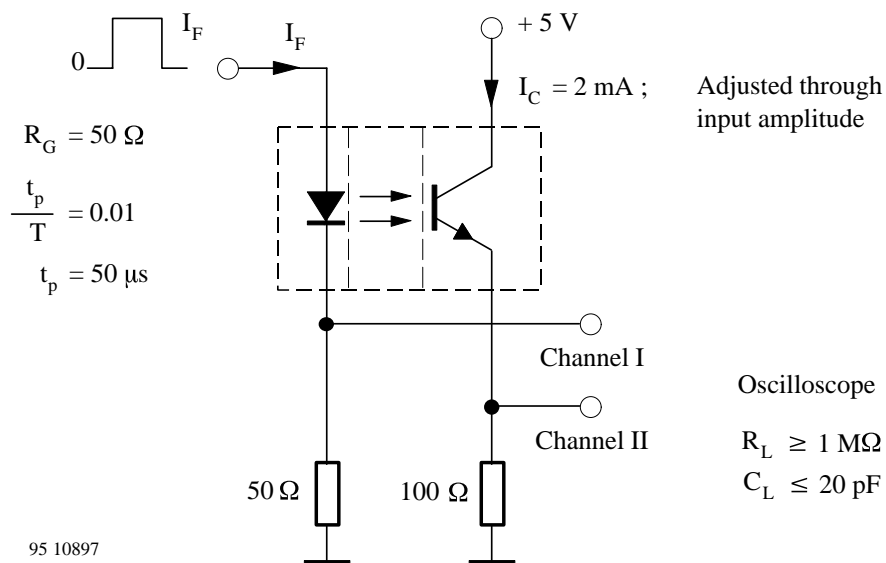 I_F
0
I_F
+ 5 V
I_C = 2 mA ;
Adjusted through
input amplitude
R_G = 50 Ω
t_p
T
= 0.01
t_p = 50 μs
Channel I
Channel II
Oscilloscope
R_L ≥ 1 MΩ
C_L ≤ 20 pF
50 Ω
100 Ω
95 10897